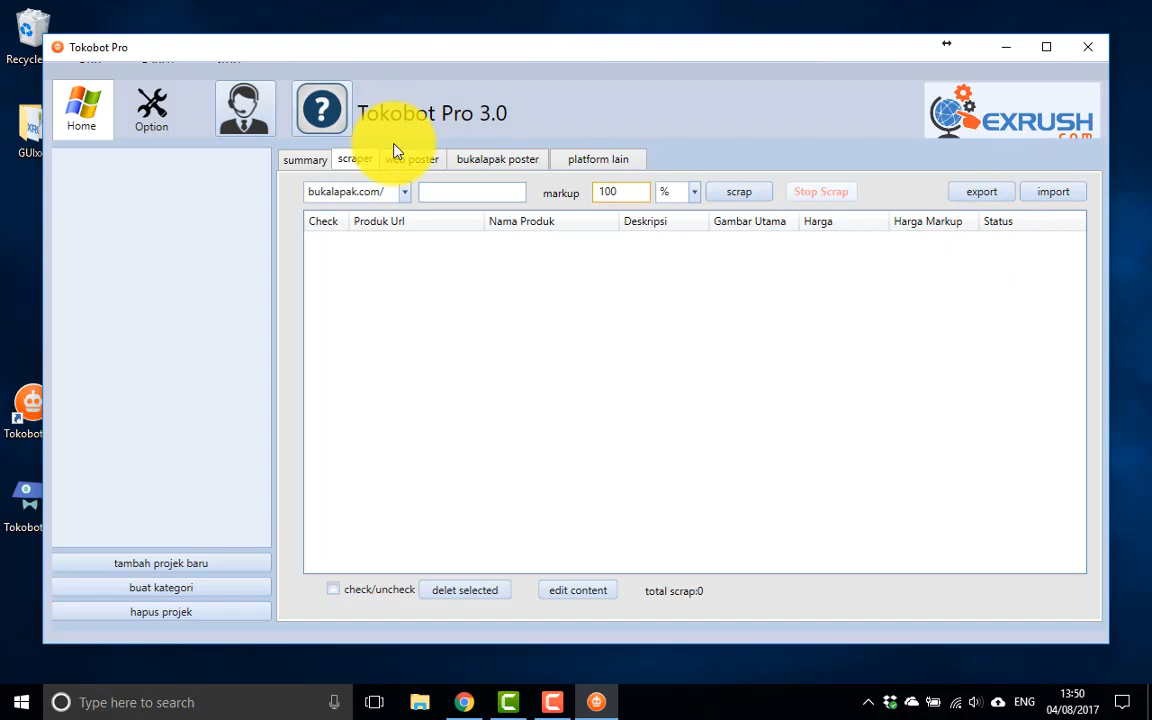 Recycle
Tokobot Pro
Home
Option
?
Tokobot Pro 3.0
EXRUSH
.com
summary
scraper
web poster
bukalapak poster
platform lain
bukalapak.com/
markup
100
%
scrap
Stop Scrap
export
import
Check
Produk Url
Nama Produk
Deskripsi
Gambar Utama
Harga
Harga Markup
Status
GUIxo
Tokobot
Tokobot
tambah projek baru
buat kategori
hapus projek
check/uncheck
delet selected
edit content
total scrap:0
Type here to search
ENG
13:50
04/08/2017